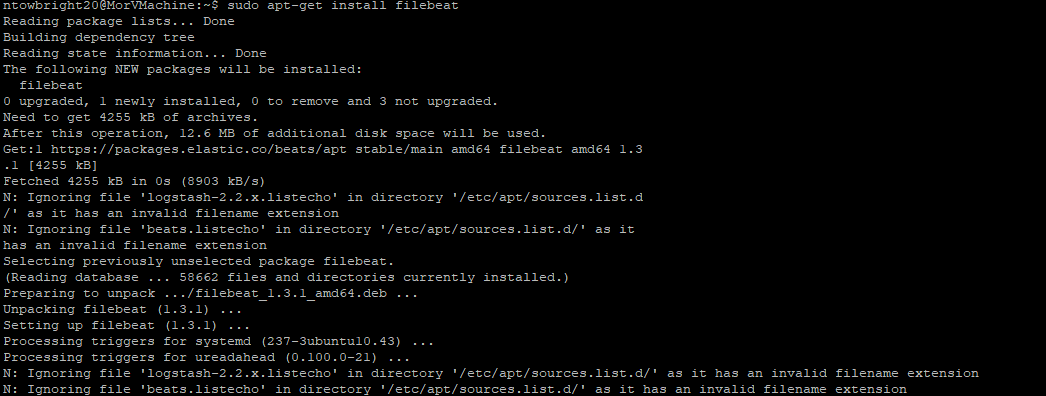 ntowbright20@MorVMachine:~$ sudo apt-get install filebeat
Reading package lists... Done
Building dependency tree
Reading state information... Done
The following NEW packages will be installed:
  filebeat
0 upgraded, 1 newly installed, 0 to remove and 3 not upgraded.
Need to get 4255 kB of archives.
After this operation, 12.6 MB of additional disk space will be used.
Get:1 https://packages.elastic.co/beats/apt stable/main amd64 filebeat amd64 1.3
.1 [4255 kB]
Fetched 4255 kB in 0s (8903 kB/s)
N: Ignoring file 'logstash-2.2.x.listecho' in directory '/etc/apt/sources.list.d
/' as it has an invalid filename extension
N: Ignoring file 'beats.listecho' in directory '/etc/apt/sources.list.d/' as it
has an invalid filename extension
Selecting previously unselected package filebeat.
(Reading database ... 58662 files and directories currently installed.)
Preparing to unpack .../filebeat_1.3.1_amd64.deb ...
Unpacking filebeat (1.3.1) ...
Setting up filebeat (1.3.1) ...
Processing triggers for systemd (237-3ubuntu10.43) ...
Processing triggers for ureadahead (0.100.0-21) ...
N: Ignoring file 'logstash-2.2.x.listecho' in directory '/etc/apt/sources.list.d/' as it has an invalid filename extension
N: Ignoring file 'beats.listecho' in directory '/etc/apt/sources.list.d/' as it has an invalid filename extension